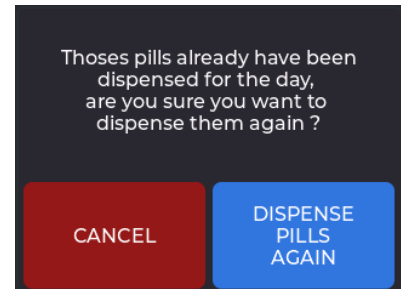 Thoses pills already have been
dispensed for the day,
are you sure you want to
dispense them again ?
CANCEL
DISPENSE
PILLS
AGAIN